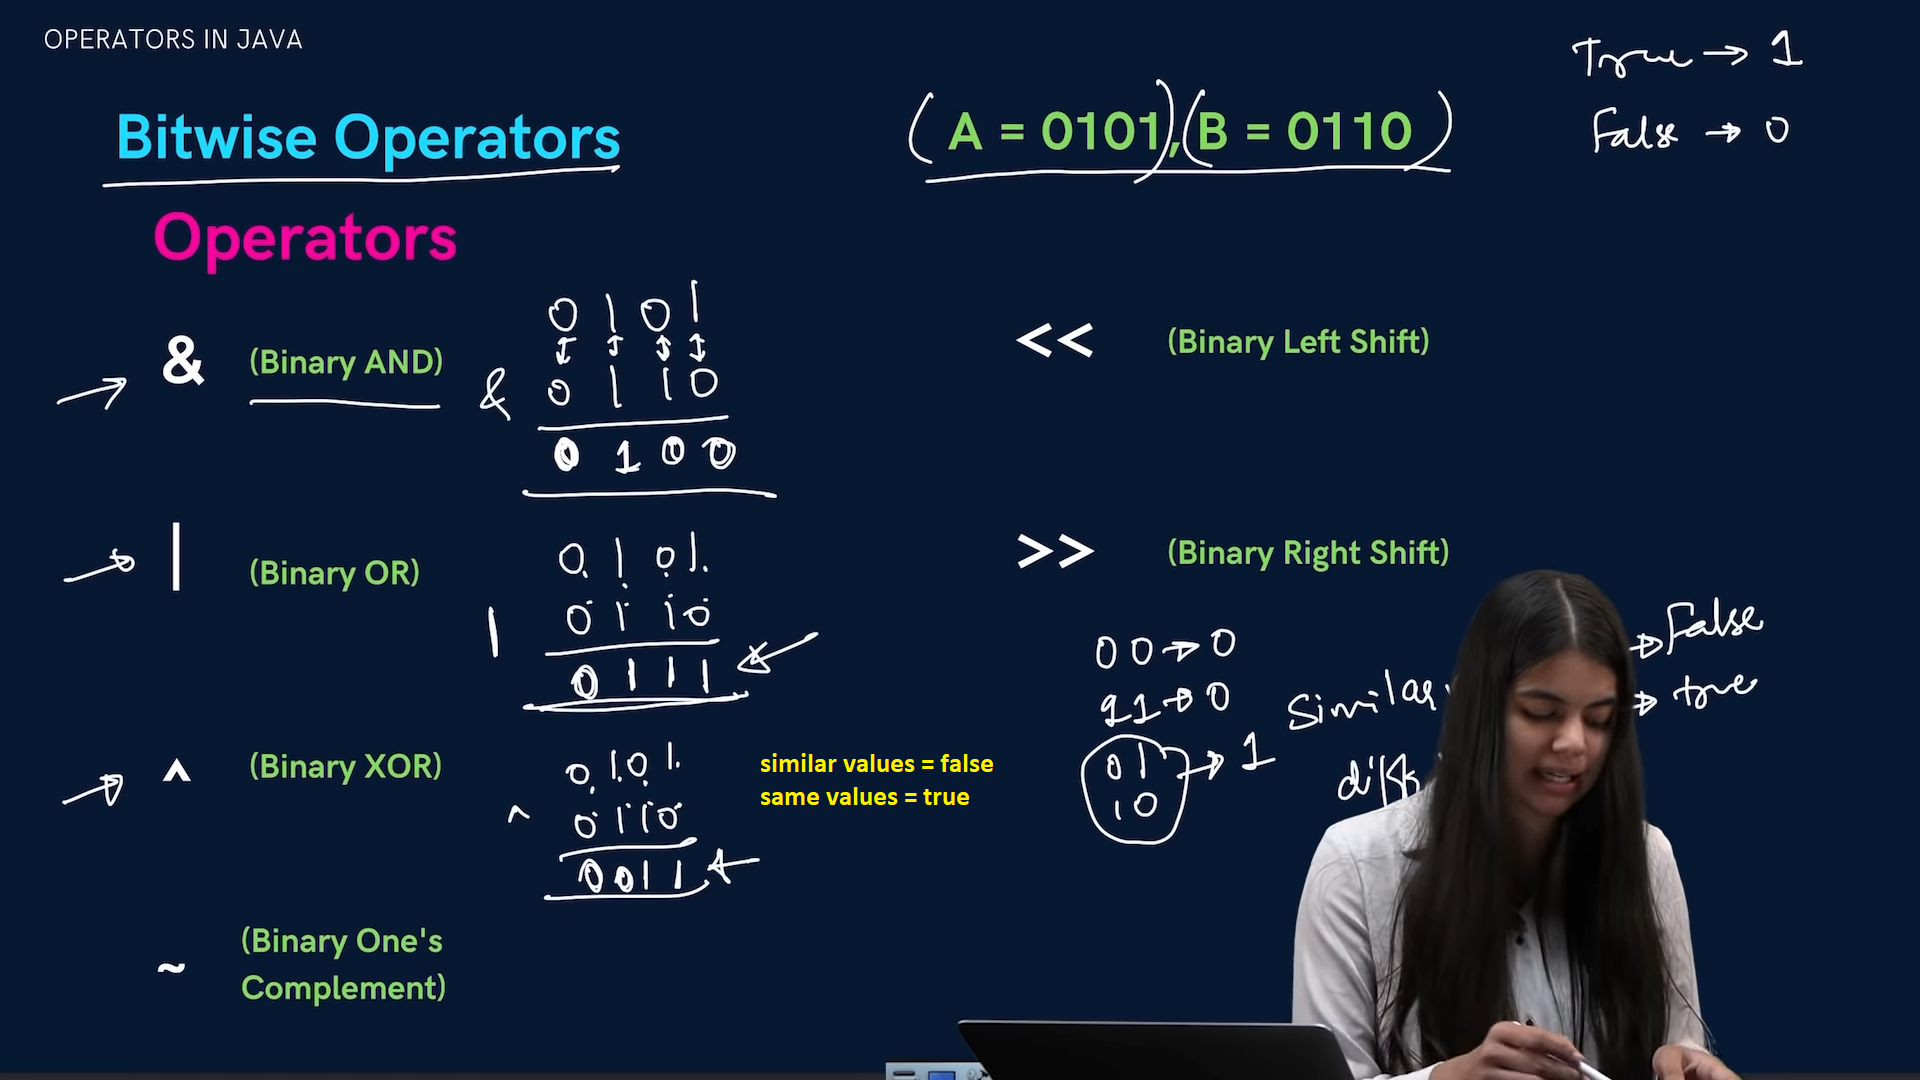 OPERATORS IN JAVA
True → 1
False → 0
Bitwise Operators
(A = 0101),(B = 0110)
Operators
& (Binary AND)
0 1 0 1
& 0 1 1 0
0 1 0 0
<< (Binary Left Shift)
| (Binary OR)
0 1 0 1
| 0 1 1 0
0 1 1 1
>> (Binary Right Shift)
^ (Binary XOR)
0 1 0 1
^ 0 1 1 0
0 0 1 1
similar values = false
same values = true
0 0 → 0
1 1 → 0
0 1 → 1
1 0
Similar → False
diff → true
~ (Binary One's
Complement)